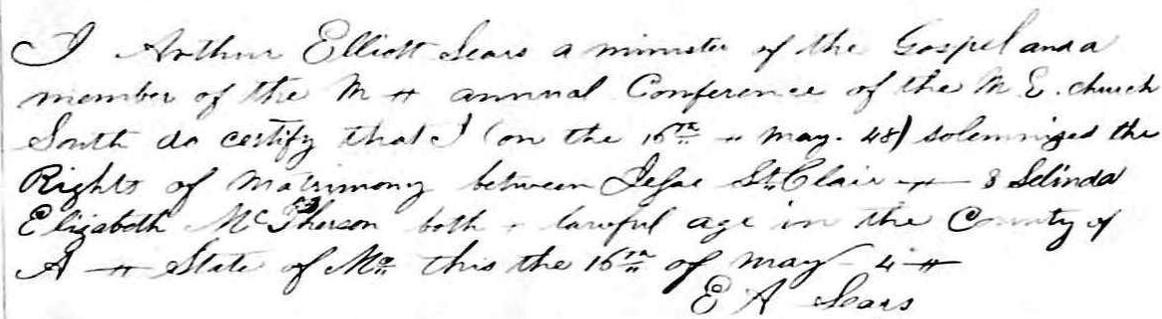 I Arthur Elliott Sears a minister of the Gospel and a
member of the M annual Conference of the M. E. church
South do certify that I (on the 16th May. 48) solemnized the
Rights of Matrimony between St. Clair & Selinda
Elizabeth McPherson both lawful age in the County of
A State of Mo this the 16th of May 4
E A Sears